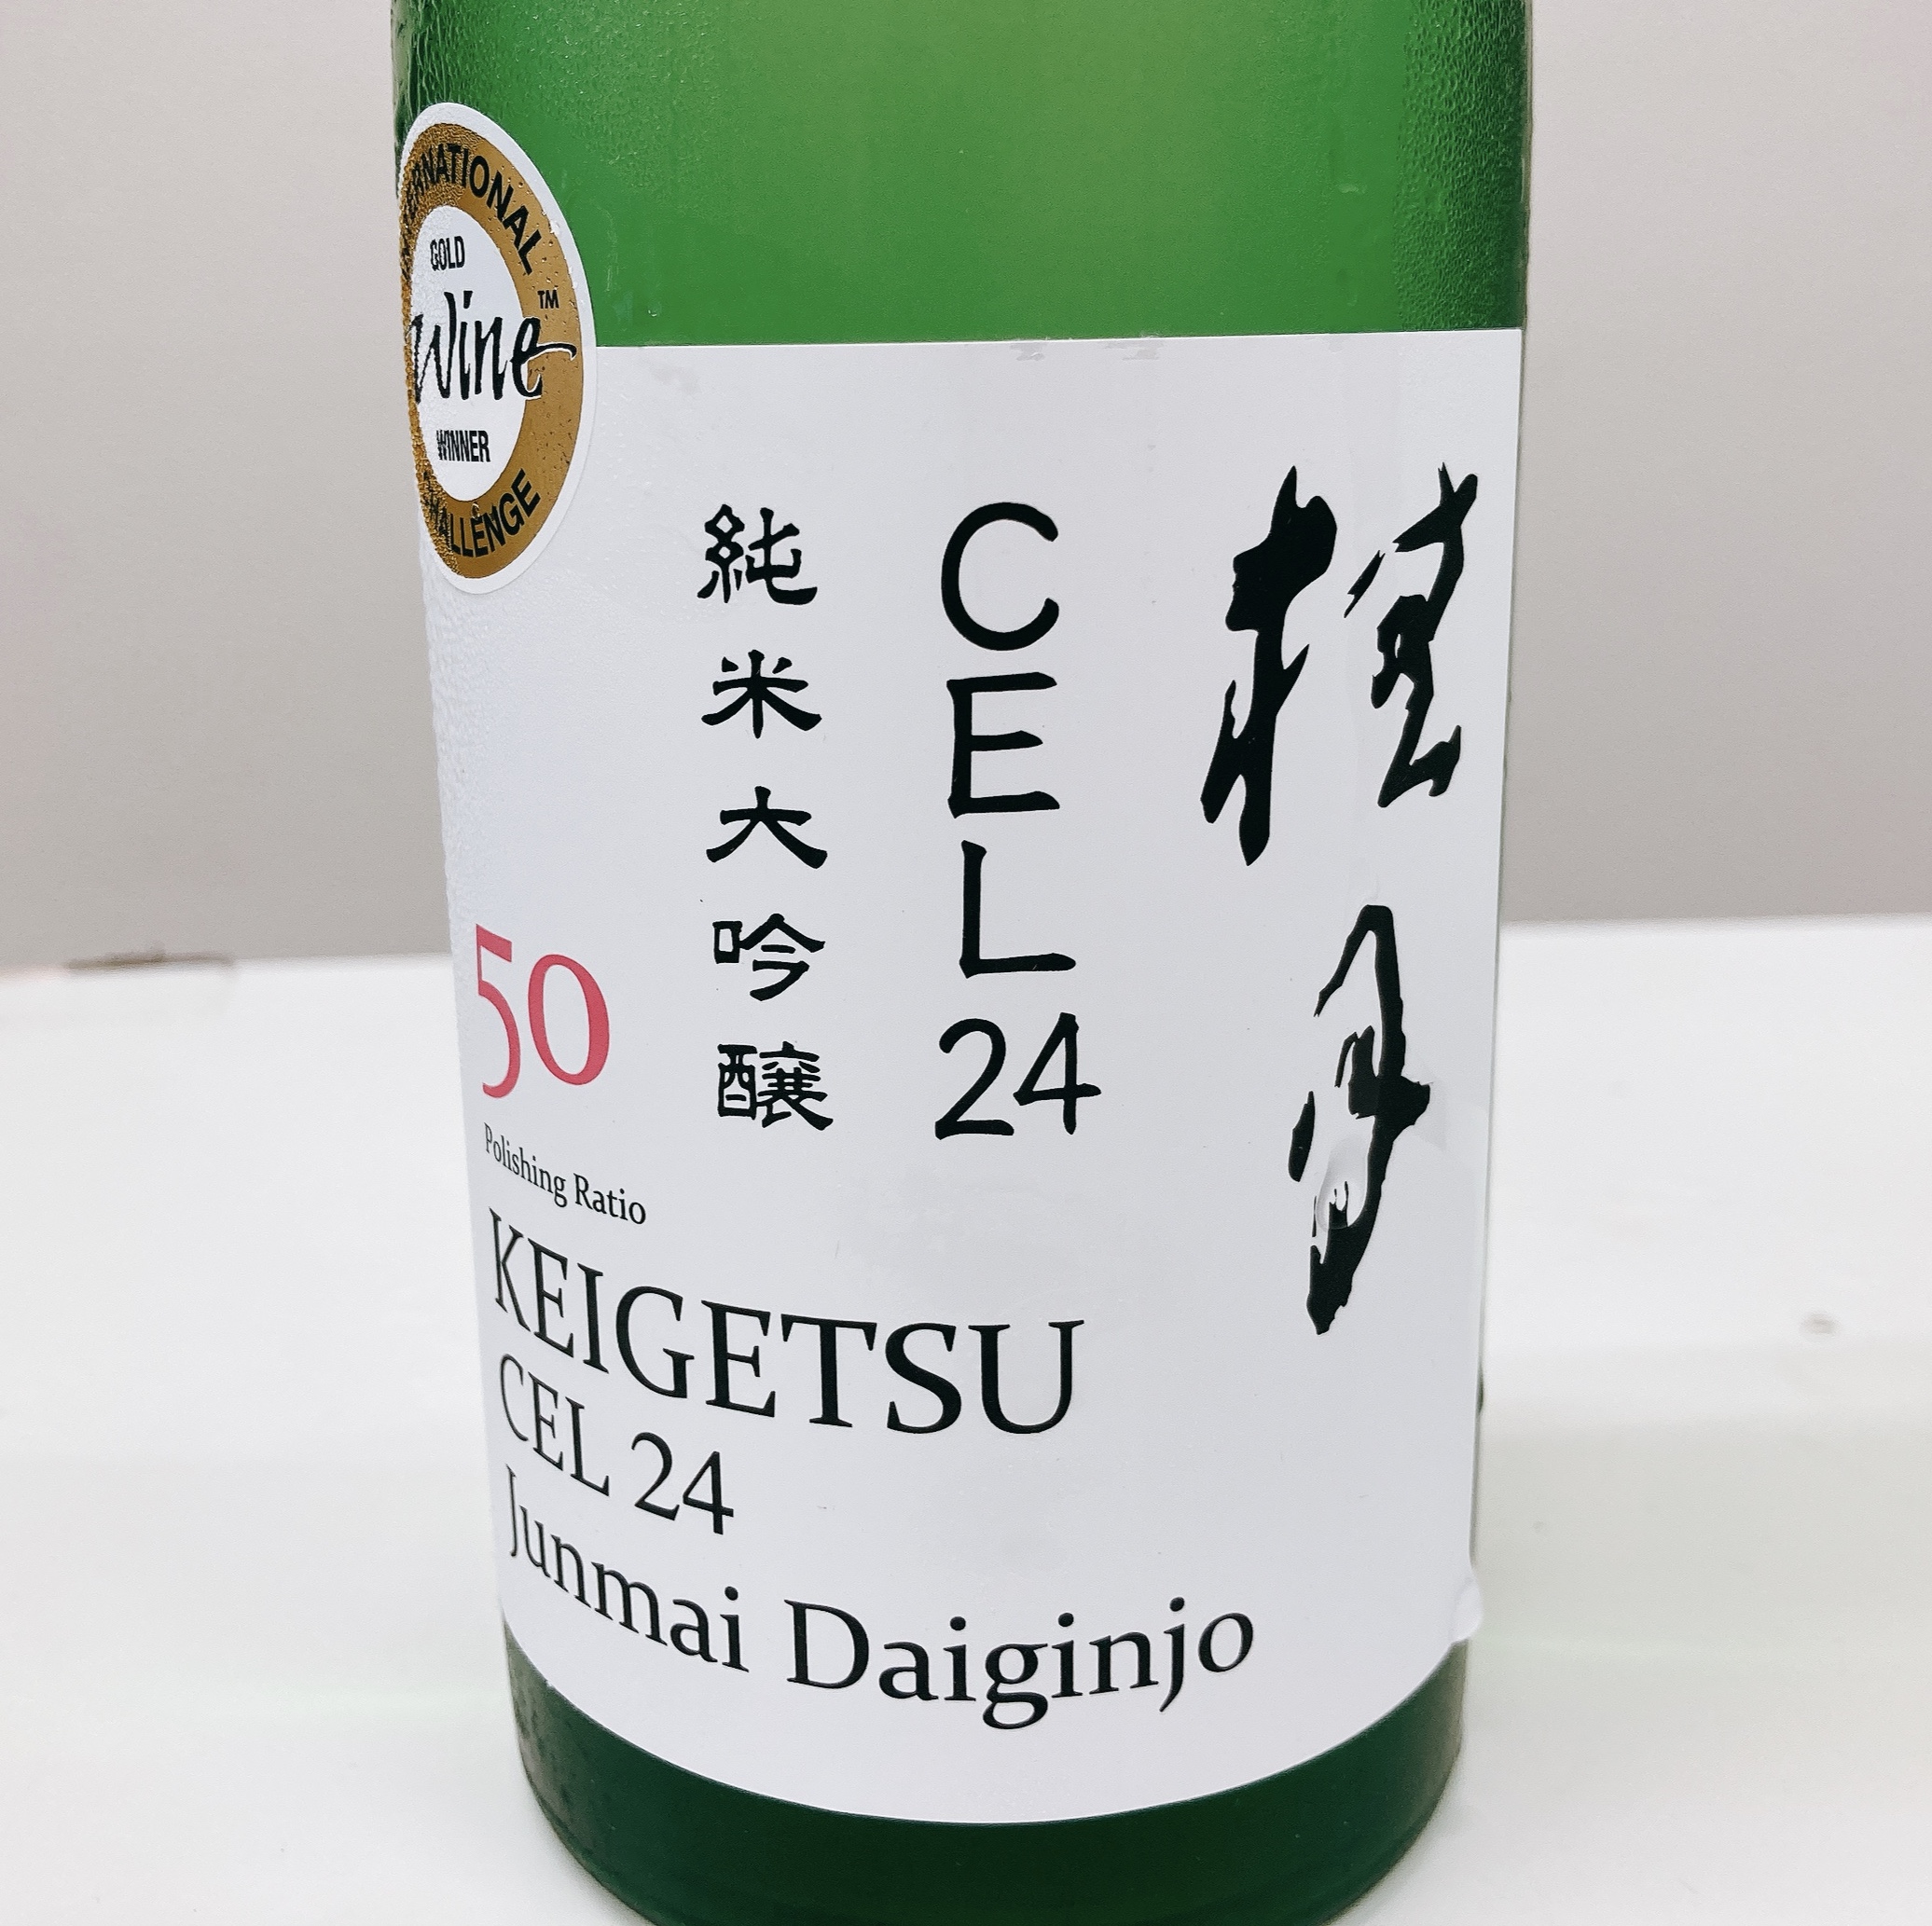 INTERNATIONAL
GOLD
Wine
TM
WINNER
CHALLENGE
桂月
CEL24
純米大吟醸
50
Polishing Ratio
KEIGETSU
CEL 24
Junmai Daiginjo